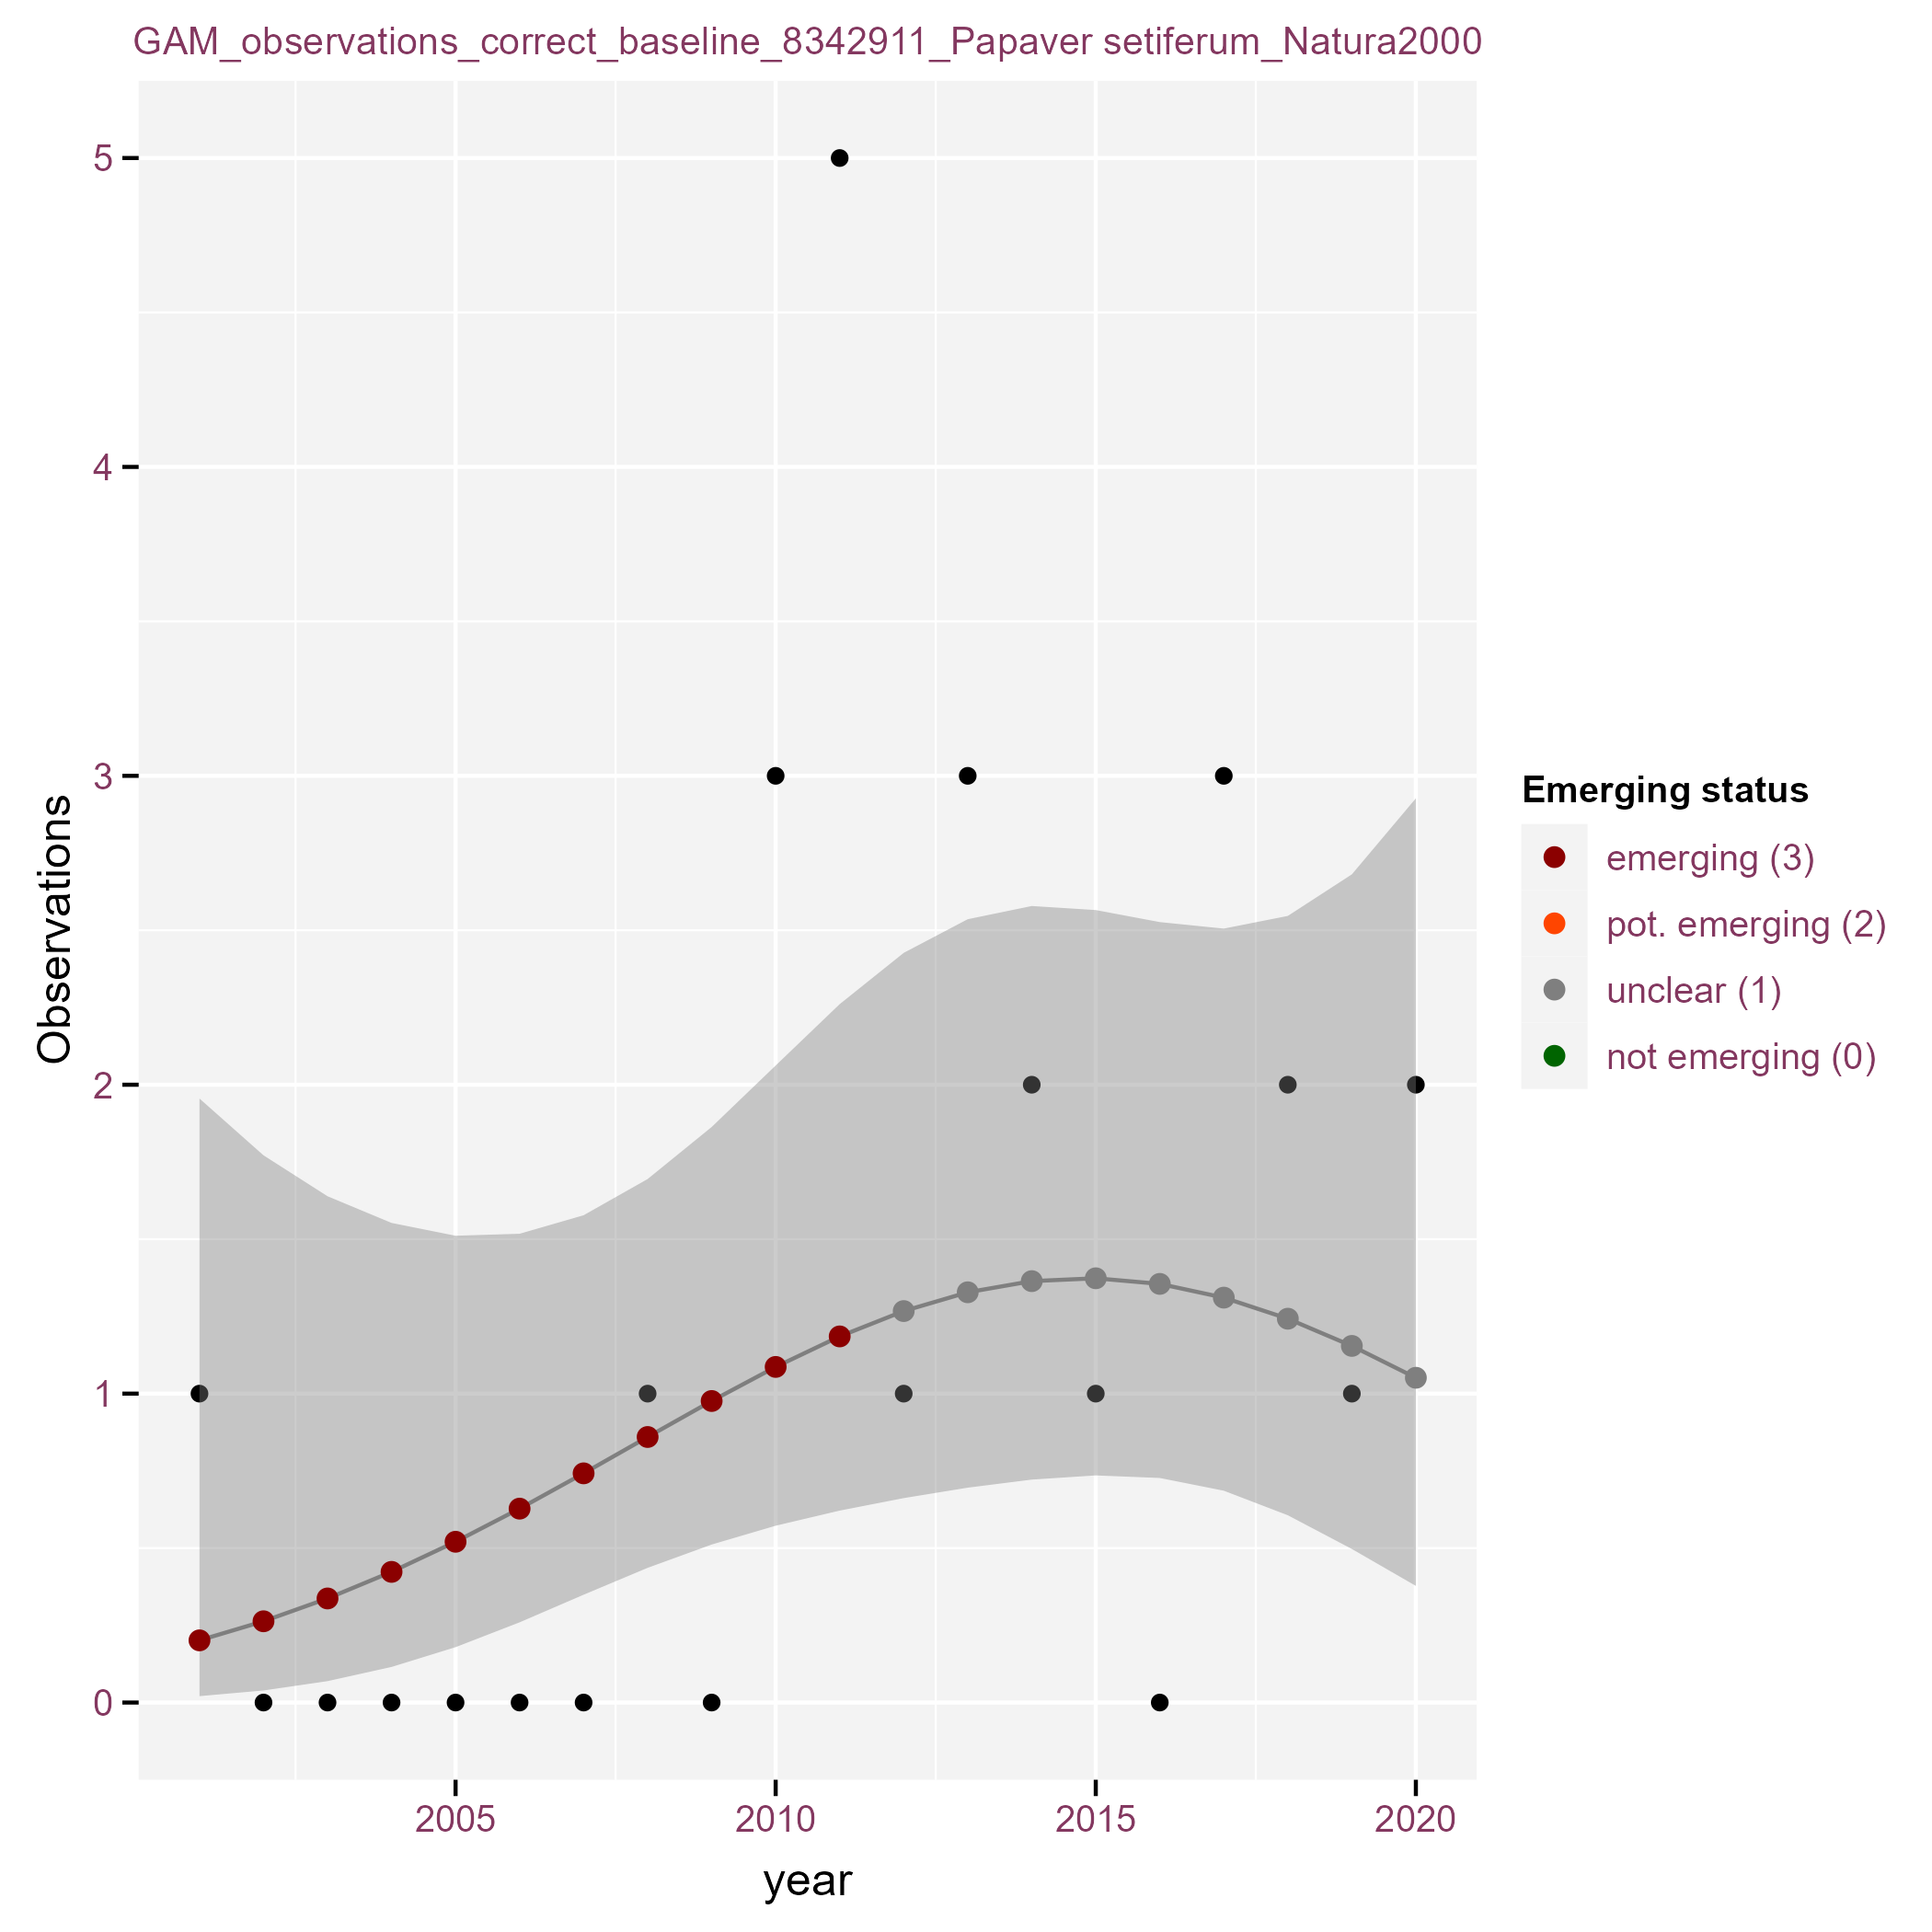 GAM_observations_correct_baseline_8342911_Papaver setiferum_Natura2000
5
4
3
2
1
0
Observations
2005
2010
2015
2020
year
Emerging status
emerging (3)
pot. emerging (2)
unclear (1)
not emerging (0)